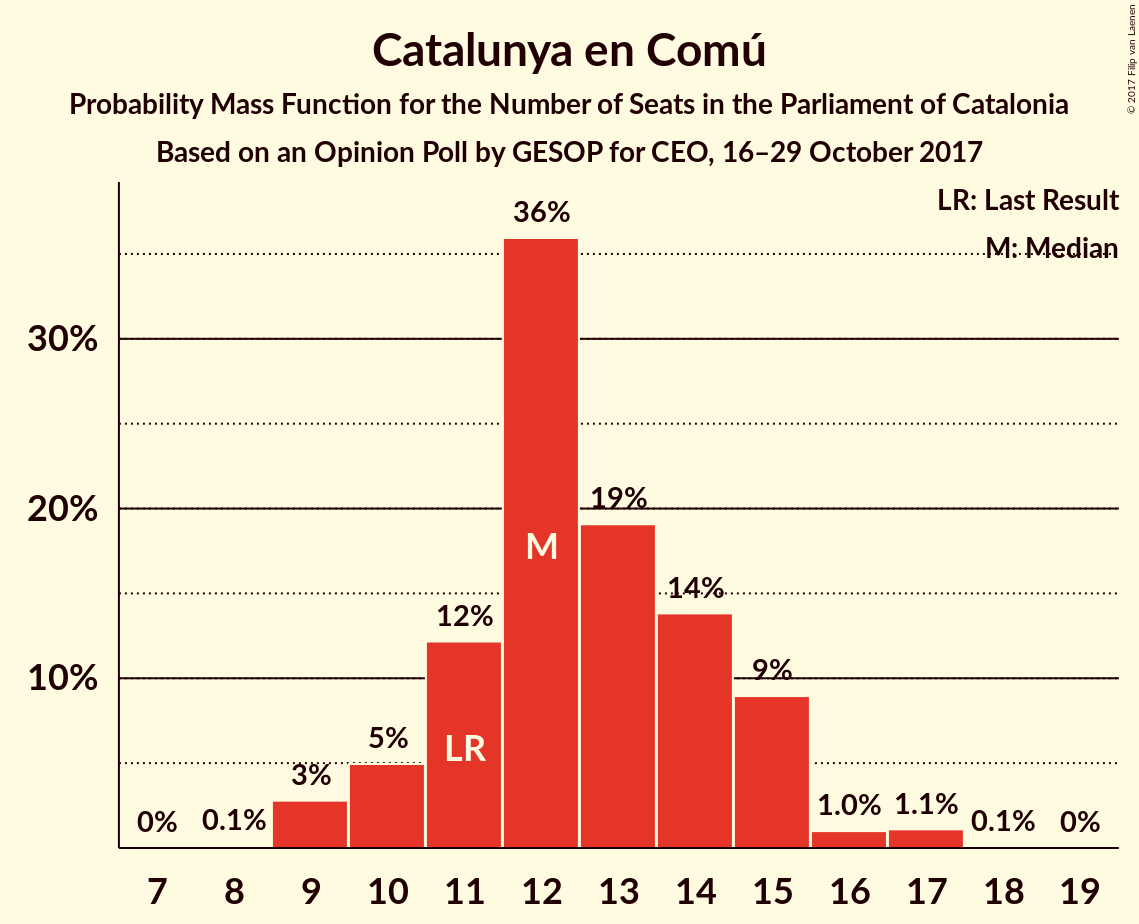 Catalunya en Comú
Probability Mass Function for the Number of Seats in the Parliament of Catalonia
Based on an Opinion Poll by GESOP for CEO, 16–29 October 2017
© 2017 Filip van Laenen
LR: Last Result
M: Median
36%
30%
20%
19%
M
14%
12%
10%
9%
LR
5%
3%
0%
0.1%
1.0%
1.1%
0.1%
0%
7 8 9 10 11 12 13 14 15 16 17 18 19